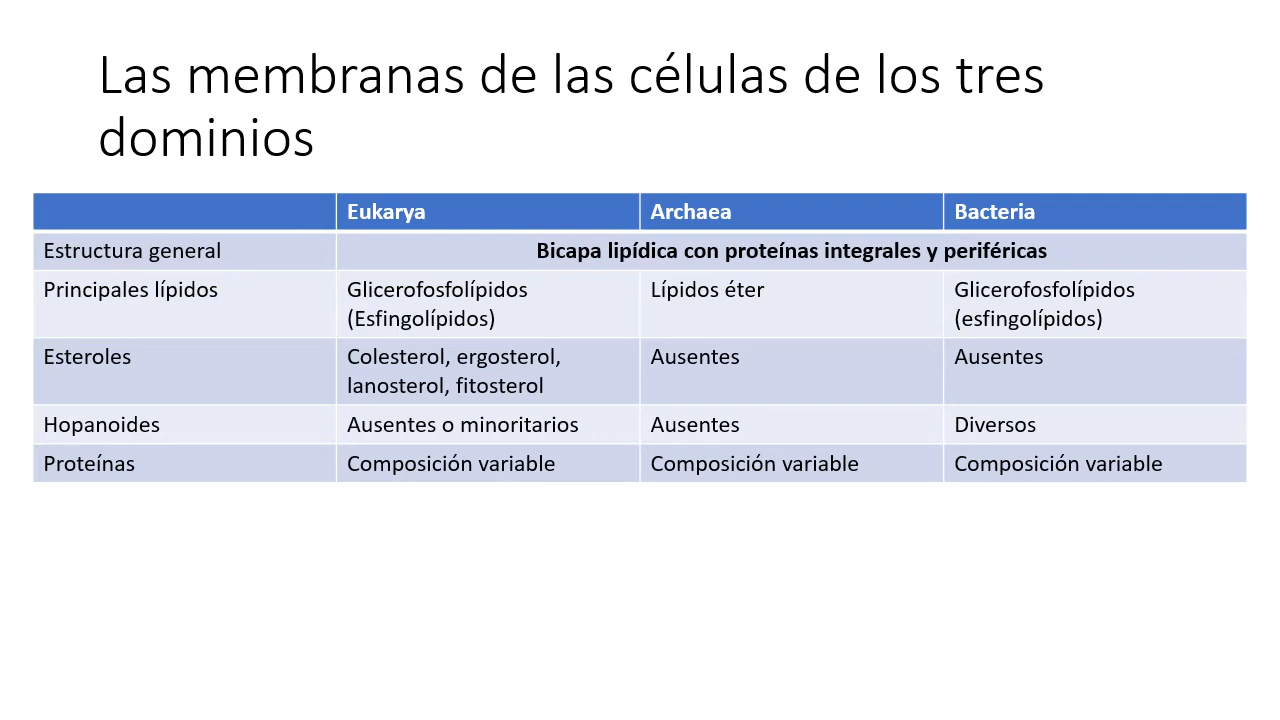 Las membranas de las células de los tres
dominios
Eukarya Archaea Bacteria
Estructura general Bicapa lipídica con proteínas integrales y periféricas
Principales lípidos Glicerofosfolípidos Lípidos éter Glicerofosfolípidos
(Esfingolípidos) (esfingolípidos)
Esteroles Colesterol, ergosterol, Ausentes Ausentes
lanosterol, fitosterol
Hopanoides Ausentes o minoritarios Ausentes Diversos
Proteínas Composición variable Composición variable Composición variable